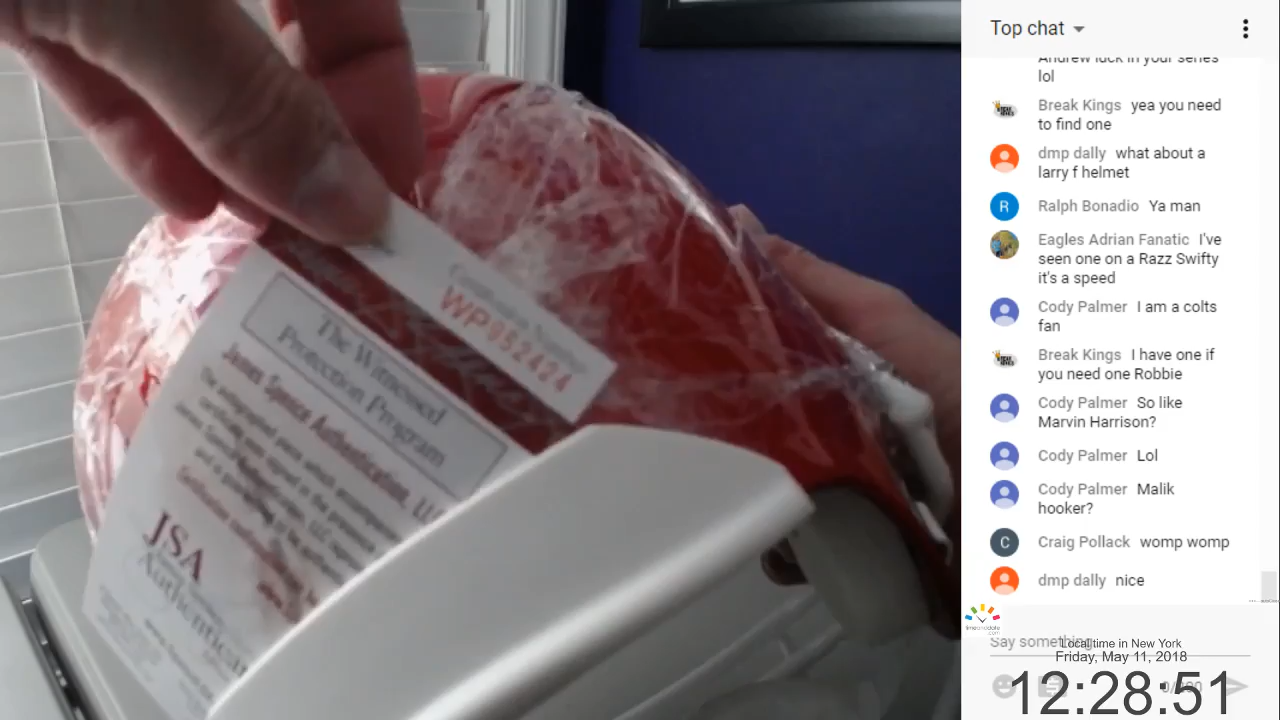 Certification Number
WP952424
The Witnessed
Protection Program
James Spence Authentication, LLC
JSA
Authentication
Top chat
Andrew luck in your series
lol
Break Kings yea you need
to find one
dmp dally what about a
larry f helmet
Ralph Bonadio Ya man
Eagles Adrian Fanatic I've
seen one on a Razz Swifty
it's a speed
Cody Palmer I am a colts
fan
Break Kings I have one if
you need one Robbie
Cody Palmer So like
Marvin Harrison?
Cody Palmer Lol
Cody Palmer Malik
hooker?
Craig Pollack womp womp
dmp dally nice
Say something...
Local time in New York
Friday, May 11, 2018
12:28:51